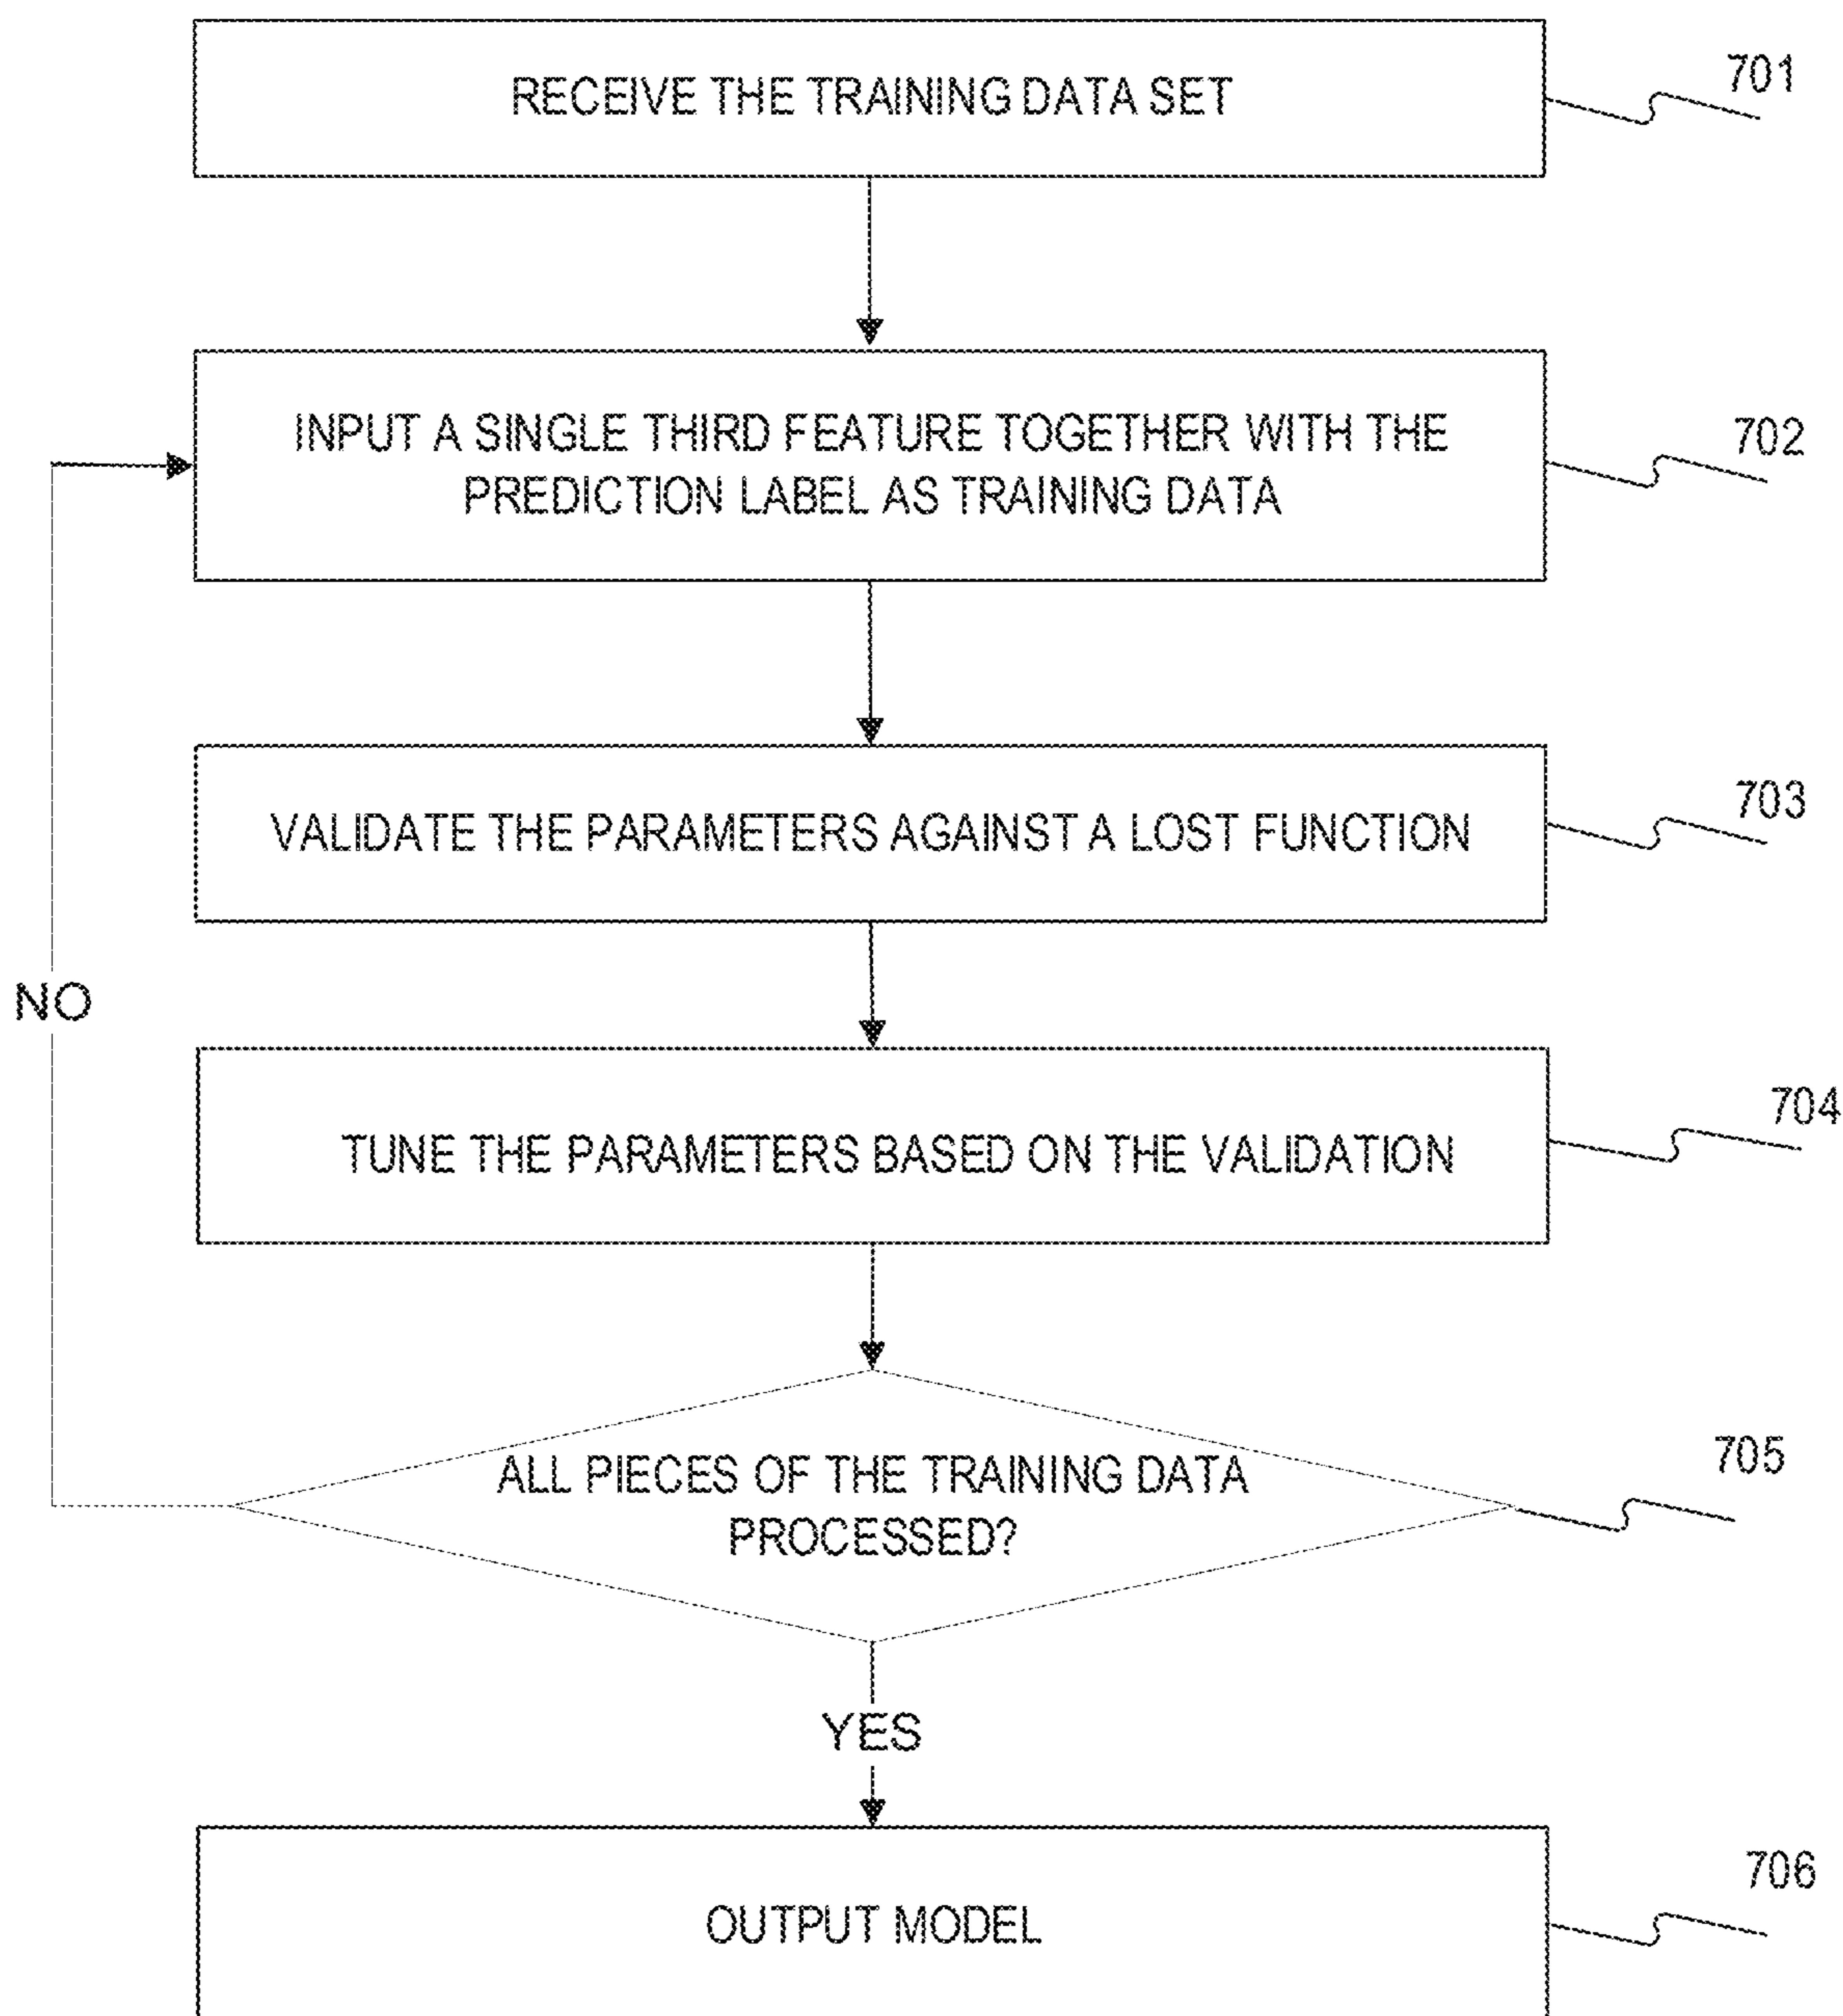 RECEIVE THE TRAINING DATA SET
701
INPUT A SINGLE THIRD FEATURE TOGETHER WITH THE
PREDICTION LABEL AS TRAINING DATA
702
VALIDATE THE PARAMETERS AGAINST A LOST FUNCTION
703
NO
TUNE THE PARAMETERS BASED ON THE VALIDATION
704
ALL PIECES OF THE TRAINING DATA
PROCESSED?
705
YES
OUTPUT MODEL
706